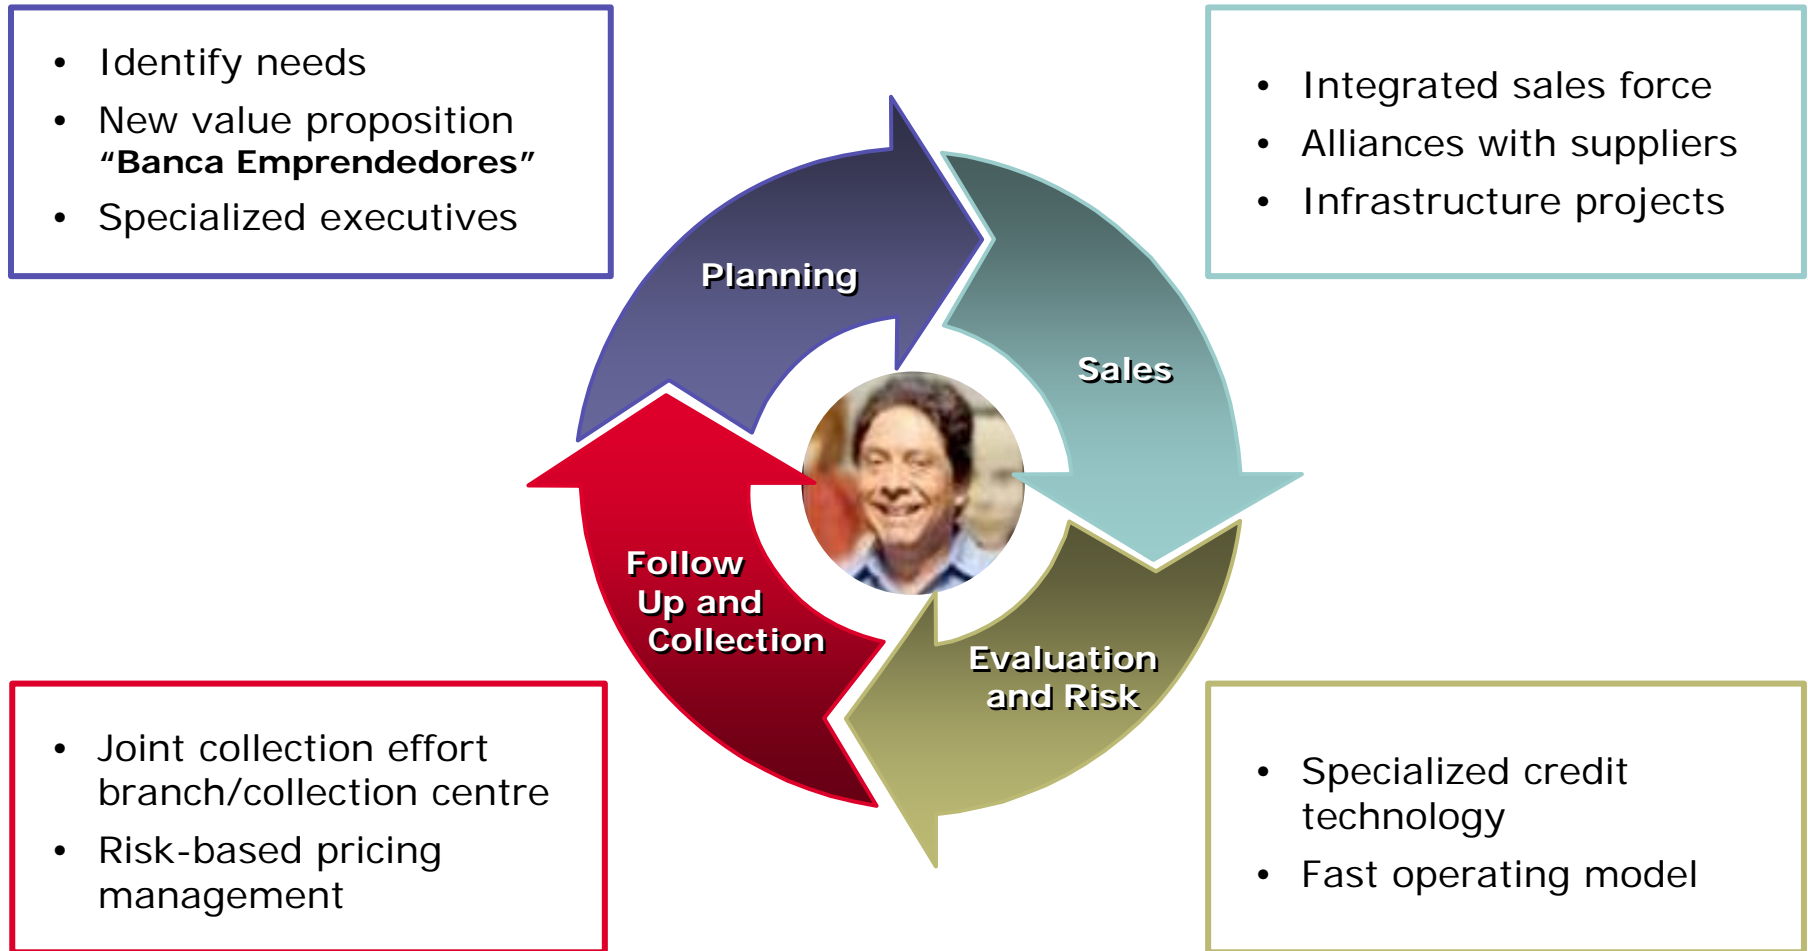 • Identify needs
• New value proposition
“Banca Emprendedores”
• Specialized executives
• Integrated sales force
• Alliances with suppliers
• Infrastructure projects
Planning
Sales
Follow
Up and
Collection
Evaluation
and Risk
• Joint collection effort
branch/collection centre
• Risk-based pricing
management
• Specialized credit
technology
• Fast operating model